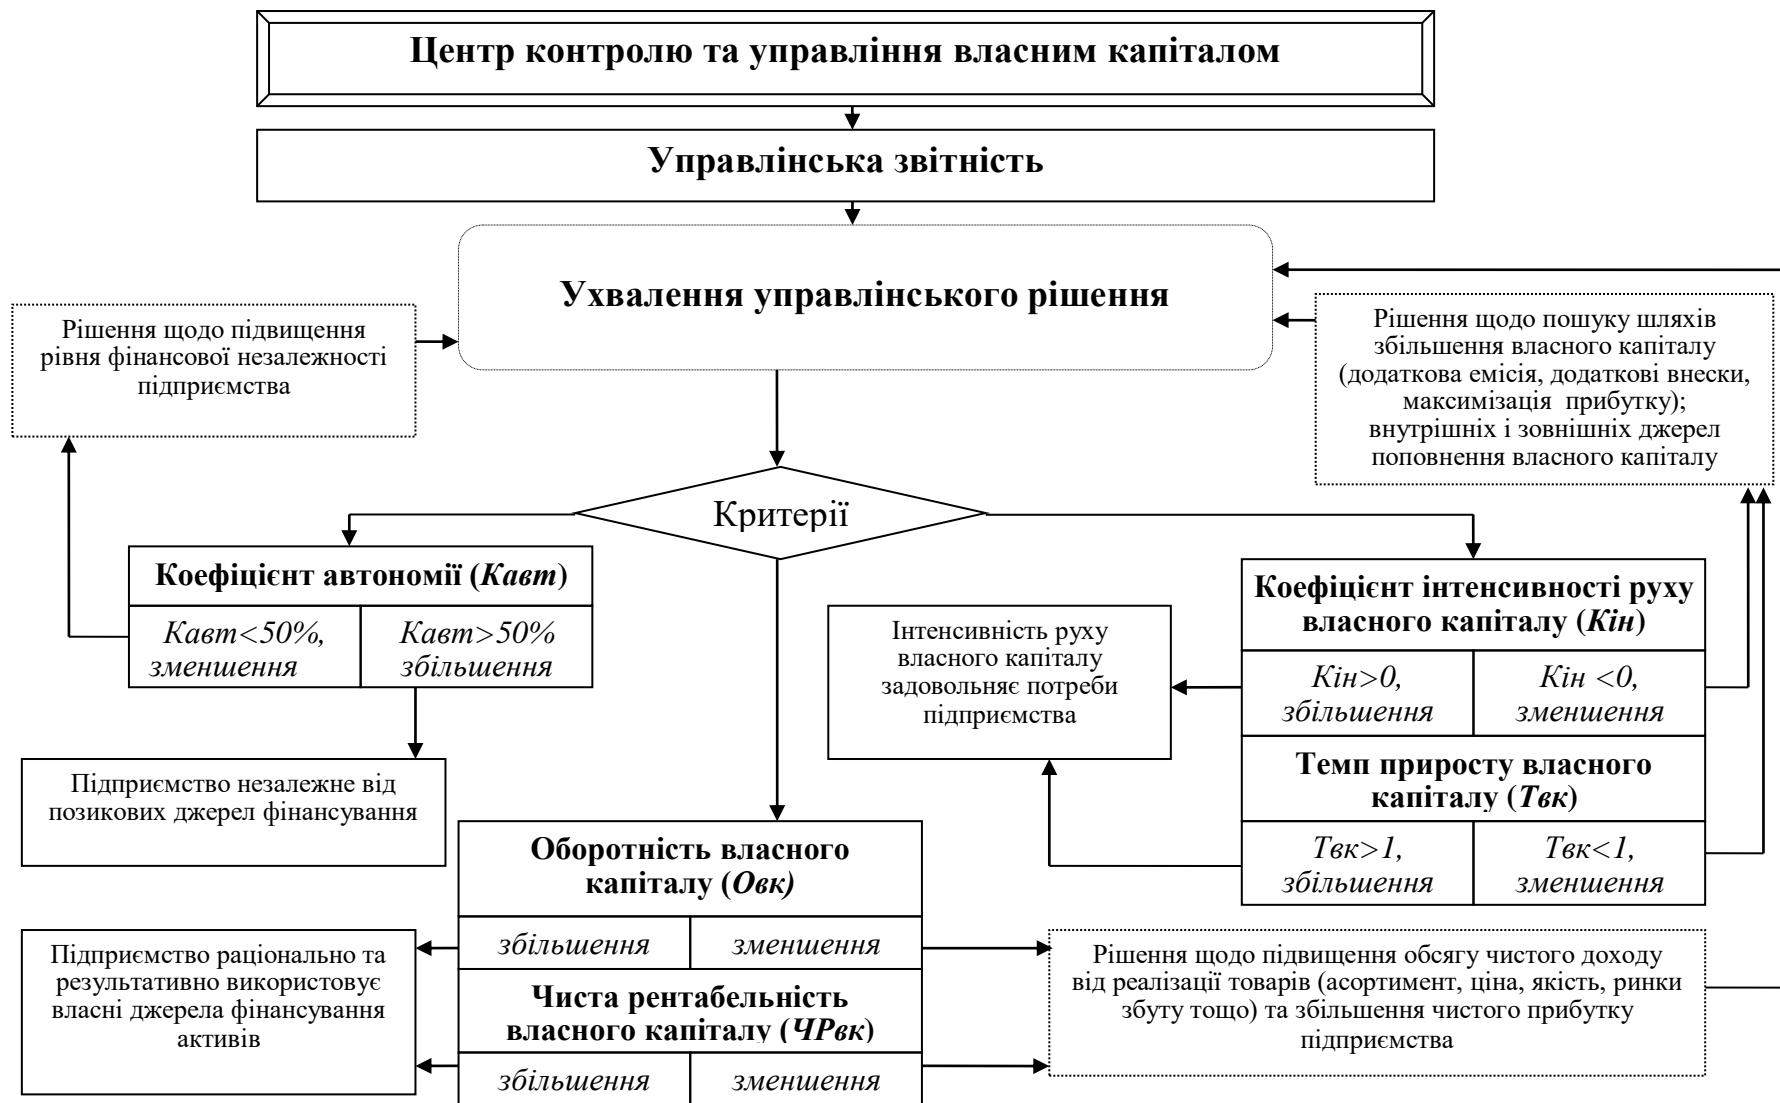 Центр контролю та управління власним капіталом
Управлінська звітність
Ухвалення управлінського рішення
Рішення щодо підвищення
рівня фінансової незалежності
підприємства
Рішення щодо пошуку шляхів
збільшення власного капіталу
(додаткова емісія, додаткові внески,
максимізація прибутку);
внутрішніх і зовнішніх джерел
поповнення власного капіталу
Критерії
Коефіцієнт автономії (Кавт)
Кавт<50%,
зменшення
Кавт>50%
збільшення
Інтенсивність руху
власного капіталу
задовольняє потреби
підприємства
Коефіцієнт інтенсивності руху
власного капіталу (Кін)
Кін>0,
збільшення
Кін <0,
зменшення
Темп приросту власного
капіталу (Твк)
Твк>1,
збільшення
Твк<1,
зменшення
Підприємство незалежне від
позикових джерел фінансування
Оборотність власного
капіталу (Овк)
збільшення
зменшення
Чиста рентабельність
власного капіталу (ЧРвк)
збільшення
зменшення
Підприємство раціонально та
результативно використовує
власні джерела фінансування
активів
Рішення щодо підвищення обсягу чистого доходу
від реалізації товарів (асортимент, ціна, якість, ринки
збуту тощо) та збільшення чистого прибутку
підприємства